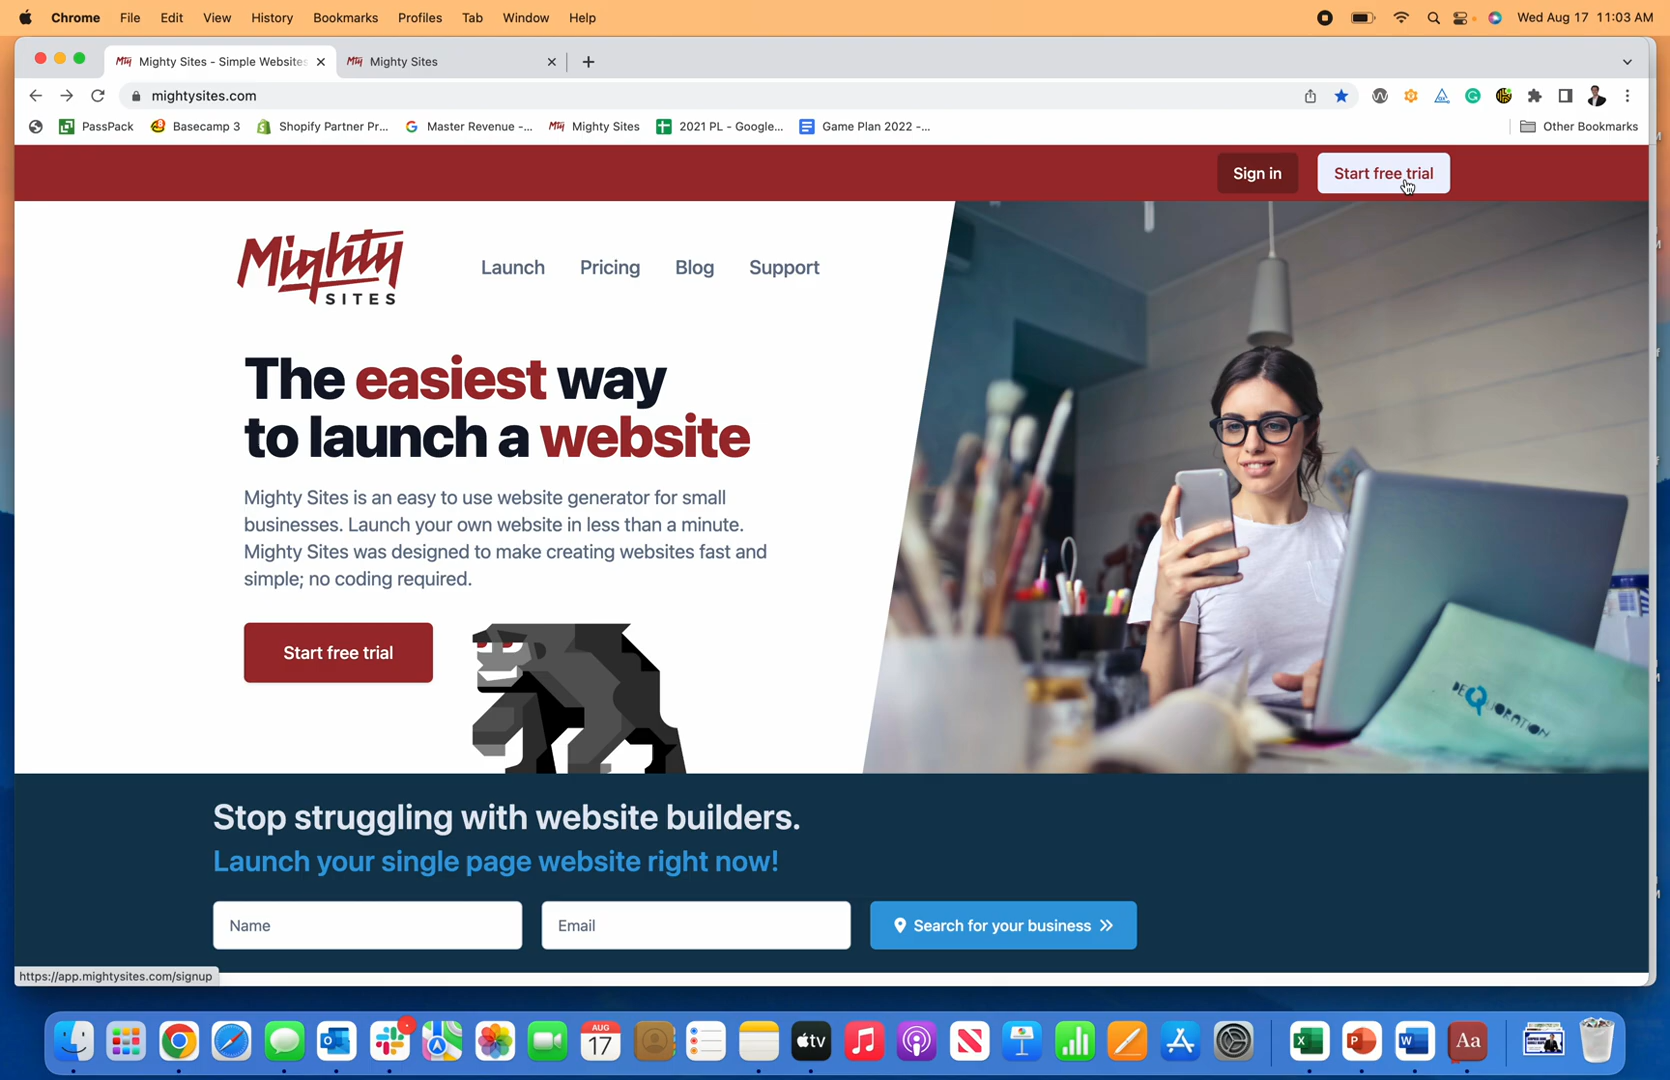 Chrome File Edit View History Bookmarks Profiles Tab Window Help
Wed Aug 17 11:03 AM
Mighty Sites - Simple Websites
Mighty Sites
mightysites.com
PassPack Basecamp 3 Shopify Partner Pr... Master Revenue -... Mighty Sites 2021 PL - Google... Game Plan 2022 -... Other Bookmarks
Sign in Start free trial
Mighty
SITES
Launch Pricing Blog Support
The easiest way
to launch a website
Mighty Sites is an easy to use website generator for small
businesses. Launch your own website in less than a minute.
Mighty Sites was designed to make creating websites fast and
simple; no coding required.
Start free trial
DEQUORATION
Stop struggling with website builders.
Launch your single page website right now!
Name Email Search for your business
https://app.mightysites.com/signup
AUG
17
tv
Aa